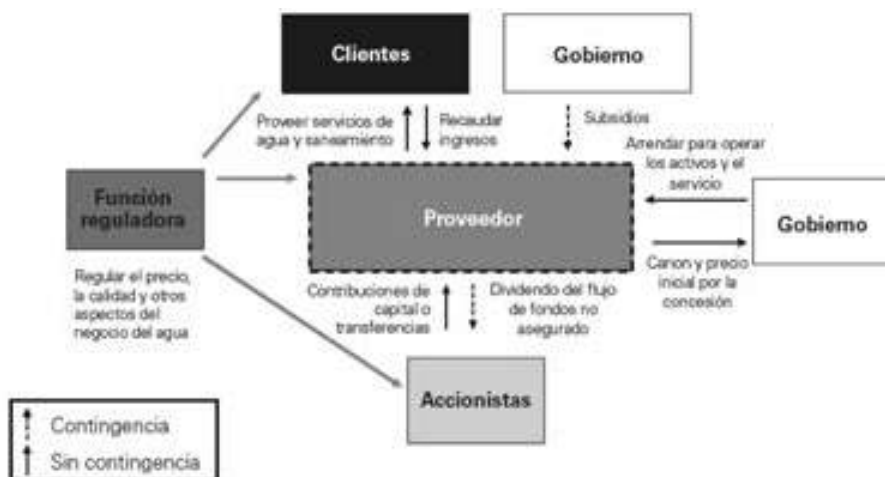 Clientes
Gobierno
Proveer servicios de
agua y saneamiento
Recaudar
ingresos
Subsidios
Arrendar para operar
los activos y el
servicio
Función
reguladora
Proveedor
Gobierno
Regular el precio,
la calidad y otros
aspectos del
negocio del agua
Contribuciones de
capital o
transferencias
Dividendo del flujo
de fondos no
asegurado
Canon y precio
inicial por la
concesión
Accionistas
Contingencia
Sin contingencia